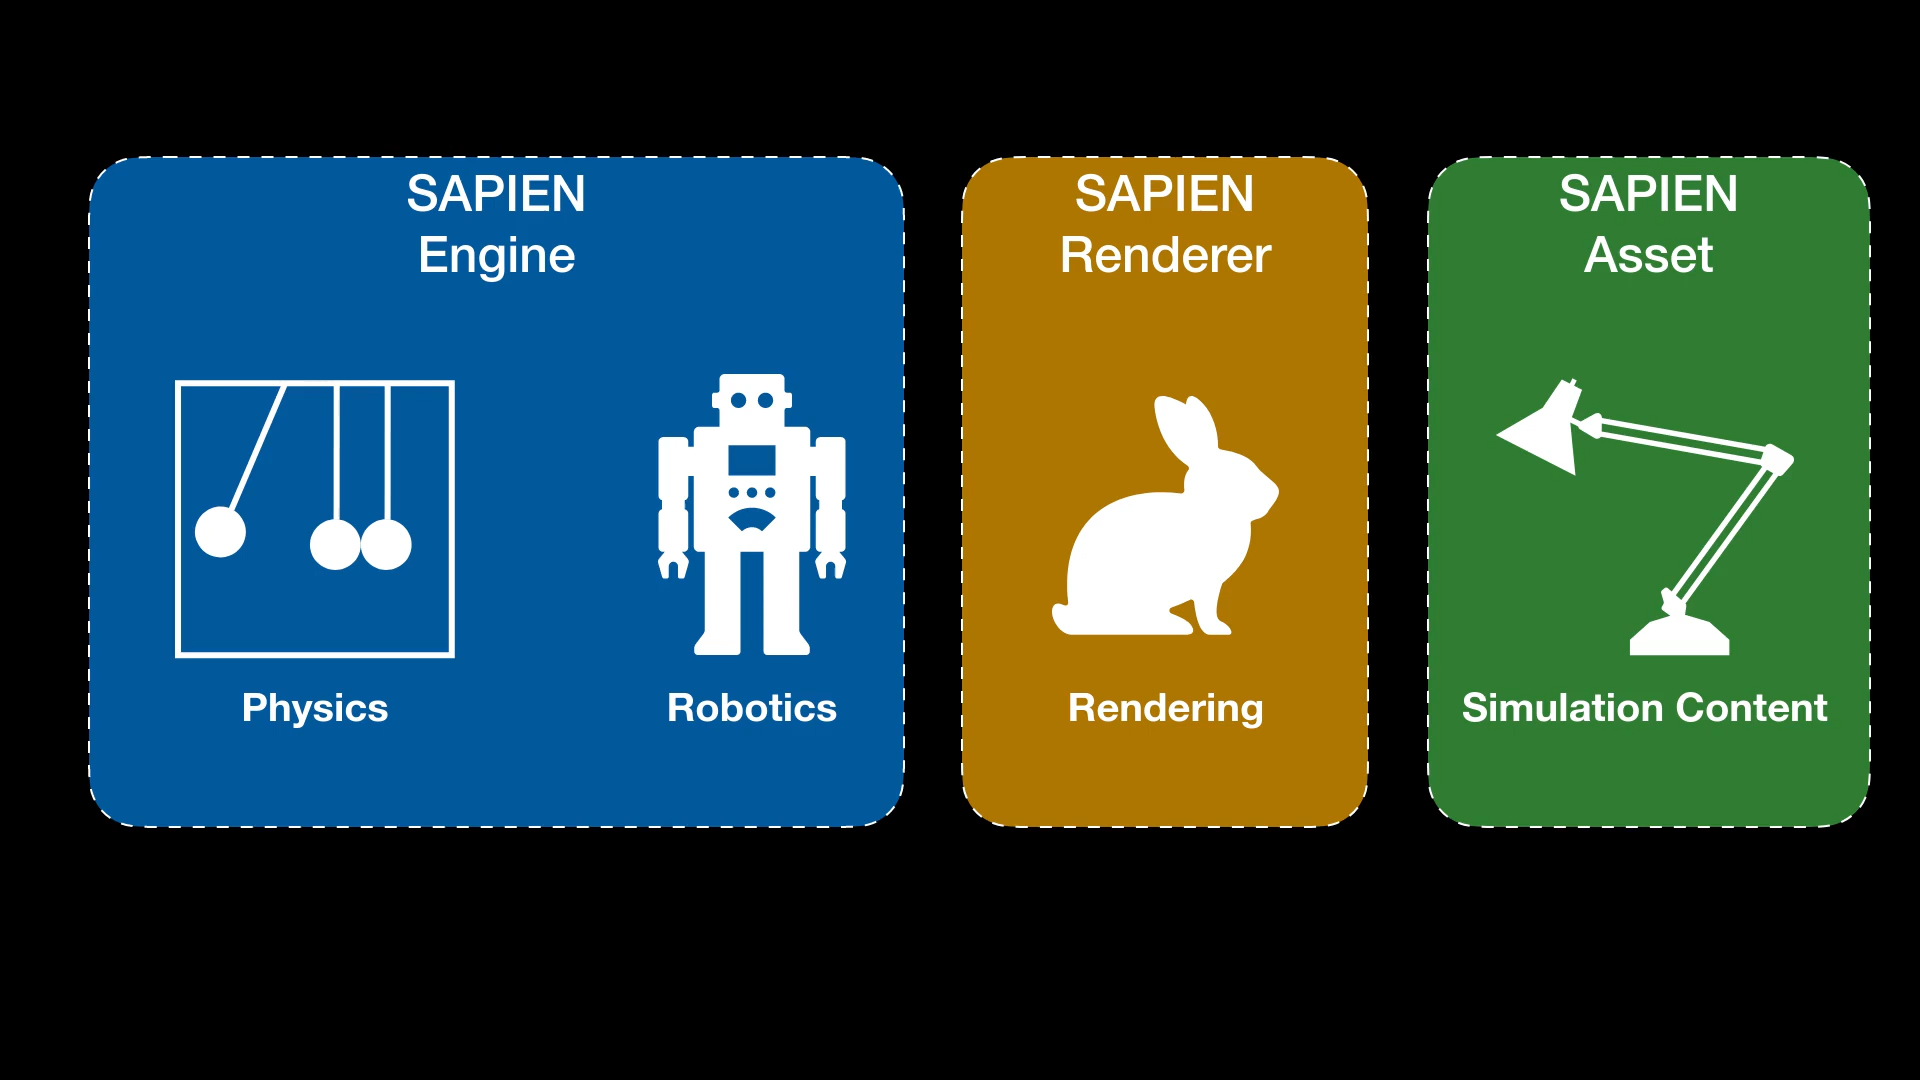 SAPIEN
Engine
Physics
Robotics
SAPIEN
Renderer
Rendering
SAPIEN
Asset
Simulation Content